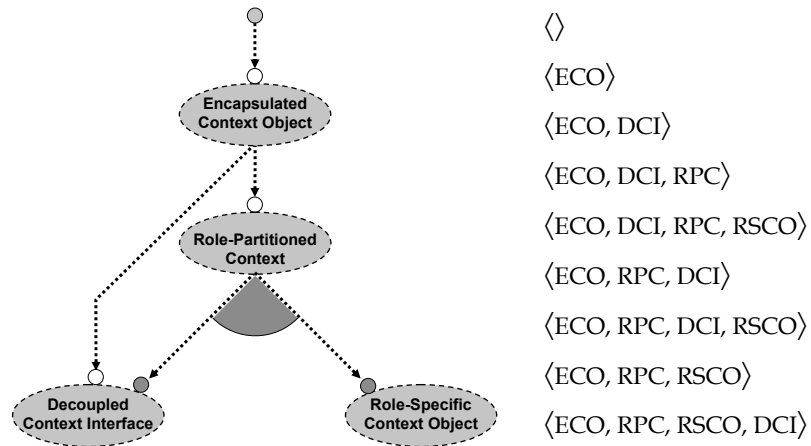 Encapsulated
Context Object
Role-Partitioned
Context
Decoupled
Context Interface
Role-Specific
Context Object
⟨⟩
⟨ECO⟩
⟨ECO, DCI⟩
⟨ECO, DCI, RPC⟩
⟨ECO, DCI, RPC, RSCO⟩
⟨ECO, RPC, DCI⟩
⟨ECO, RPC, DCI, RSCO⟩
⟨ECO, RPC, RSCO⟩
⟨ECO, RPC, RSCO, DCI⟩